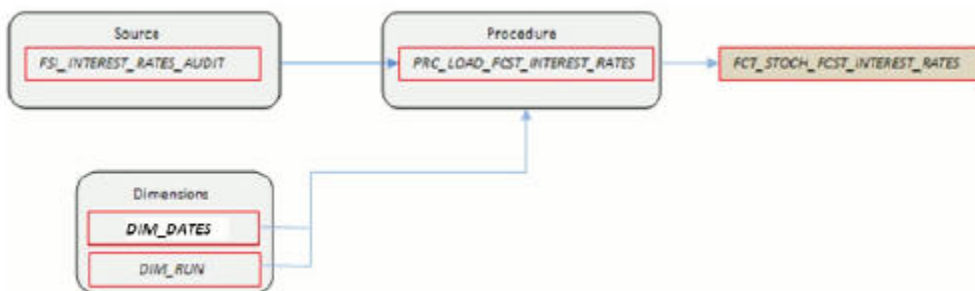 Source
FSI_INTEREST_RATES_AUDIT
Procedure
PRC_LOAD_FCST_INTEREST_RATES
FCT_STOCH_FCST_INTEREST_RATES
Dimensions
DIM_DATES
DIM_RUN